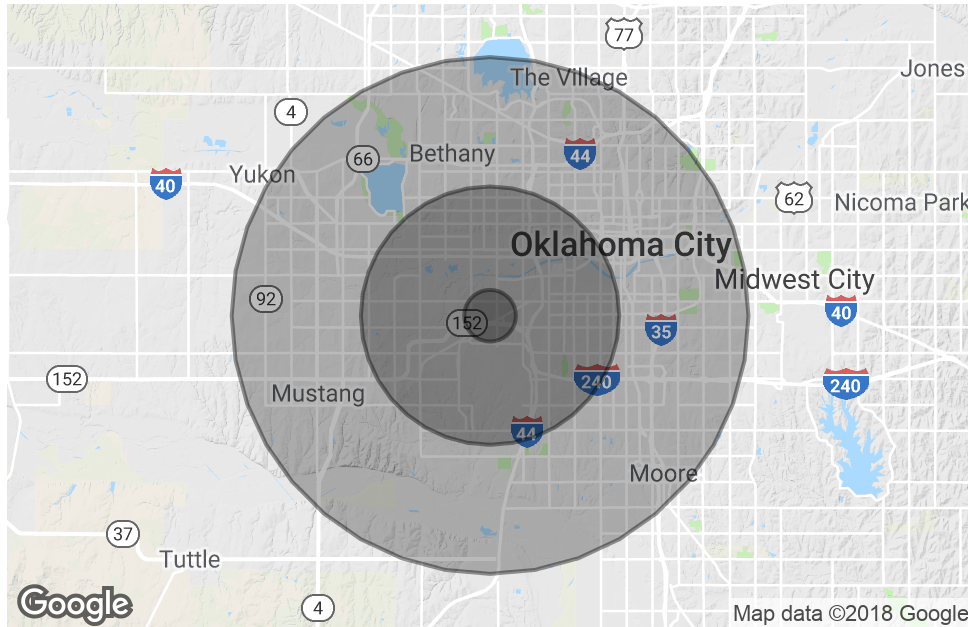 77
The Village
Jones
4
44
66
Bethany
Yukon
40
62
Nicoma Park
Oklahoma City
Midwest City
92
40
152
35
152
240
240
Mustang
44
Moore
37
Tuttle
4
Google
Map data ©2018 Google